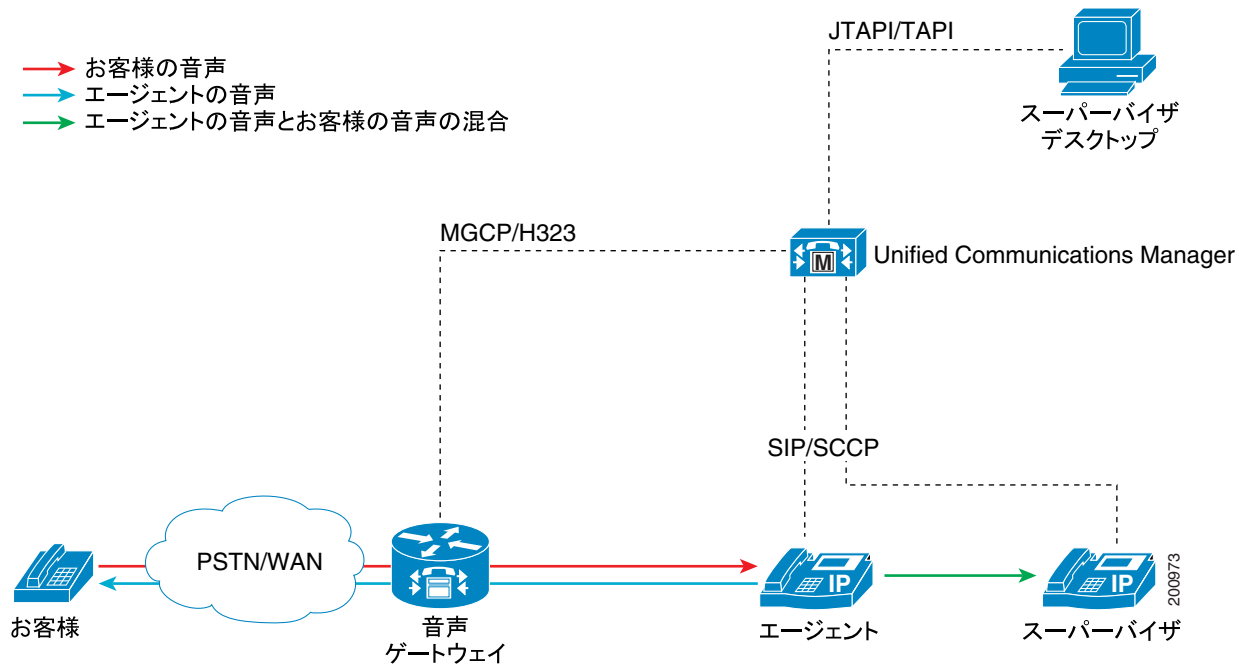 JTAPI/TAPI
お客様の音声
エージェントの音声
エージェントの音声とお客様の音声の混合
スーパーバイザ
デスクトップ
MGCP/H323
M
Unified Communications Manager
SIP/SCCP
PSTN/WAN
IP
IP
200973
お客様
音声
ゲートウェイ
エージェント
スーパーバイザ